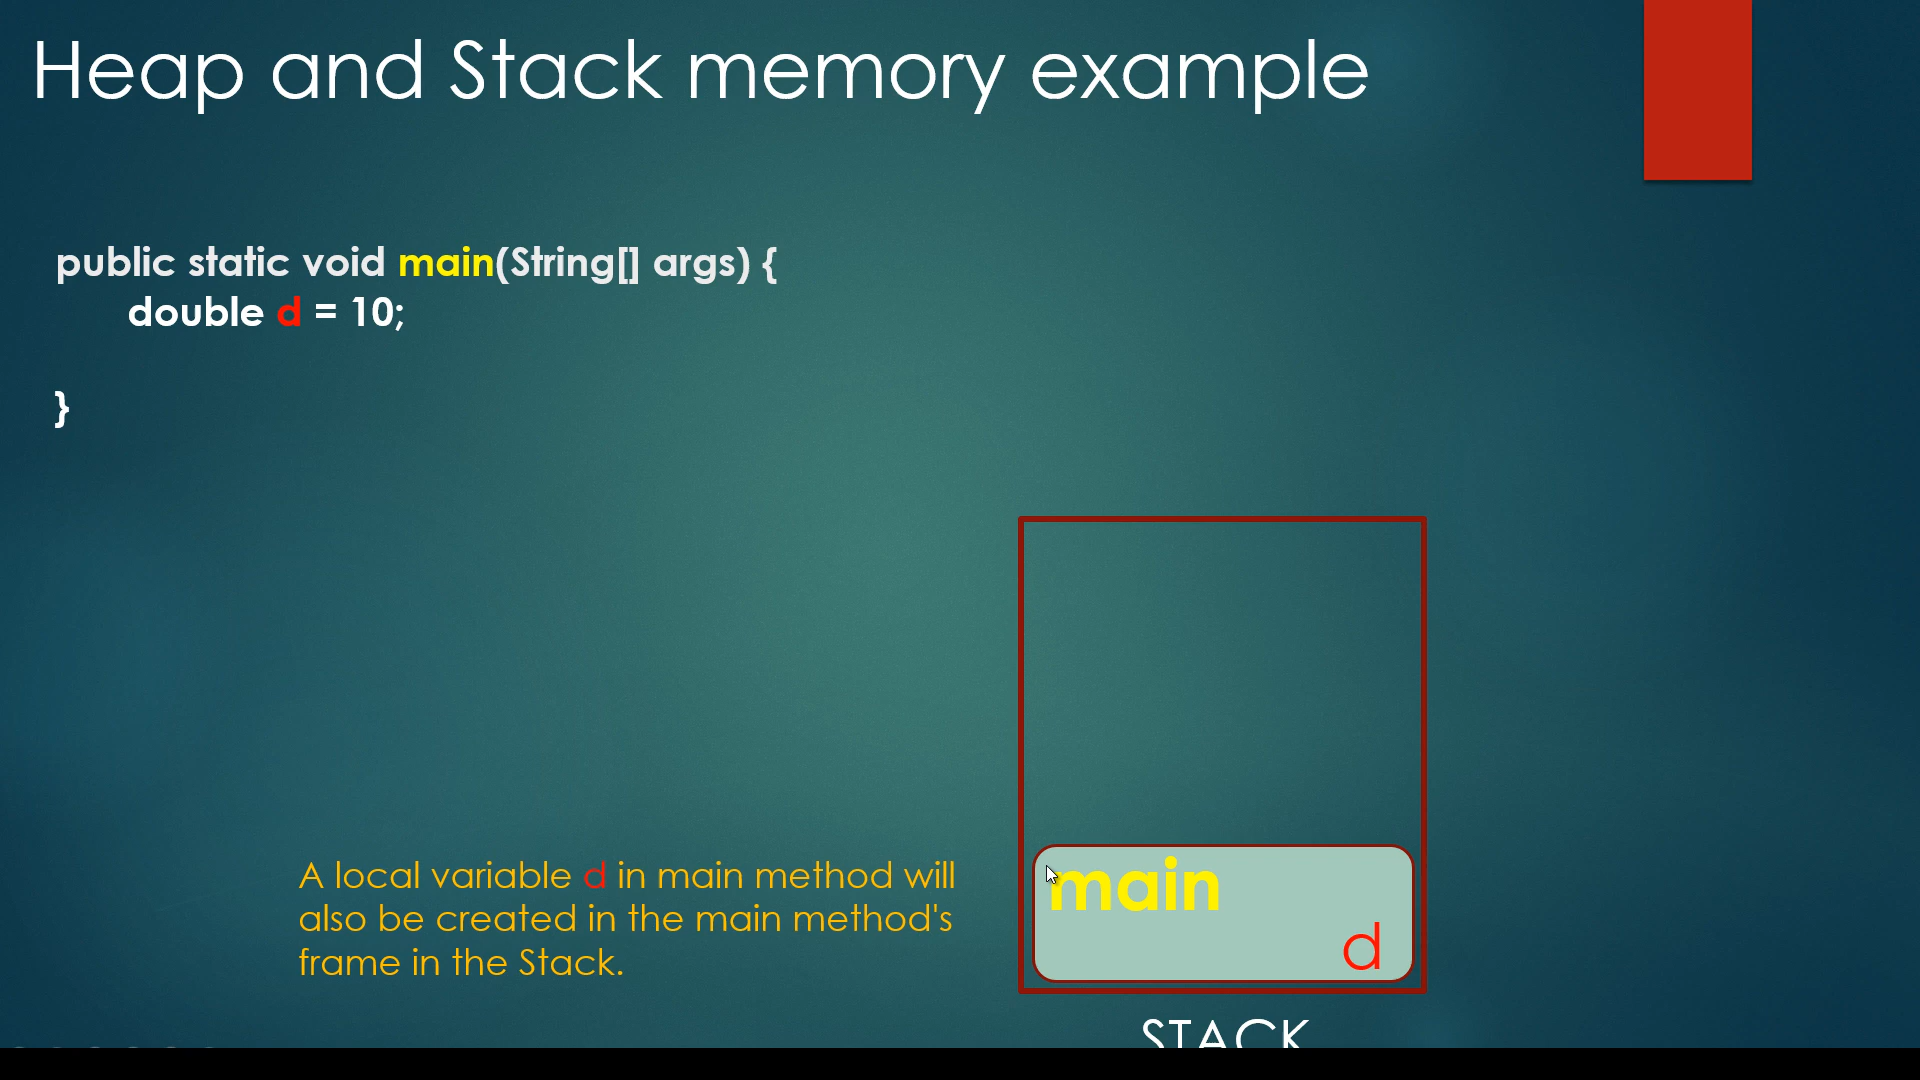 Heap and Stack memory example
public static void main(String[] args) {
double d = 10;
}
A local variable d in main method will
also be created in the main method's
frame in the Stack.
main
d
STACK